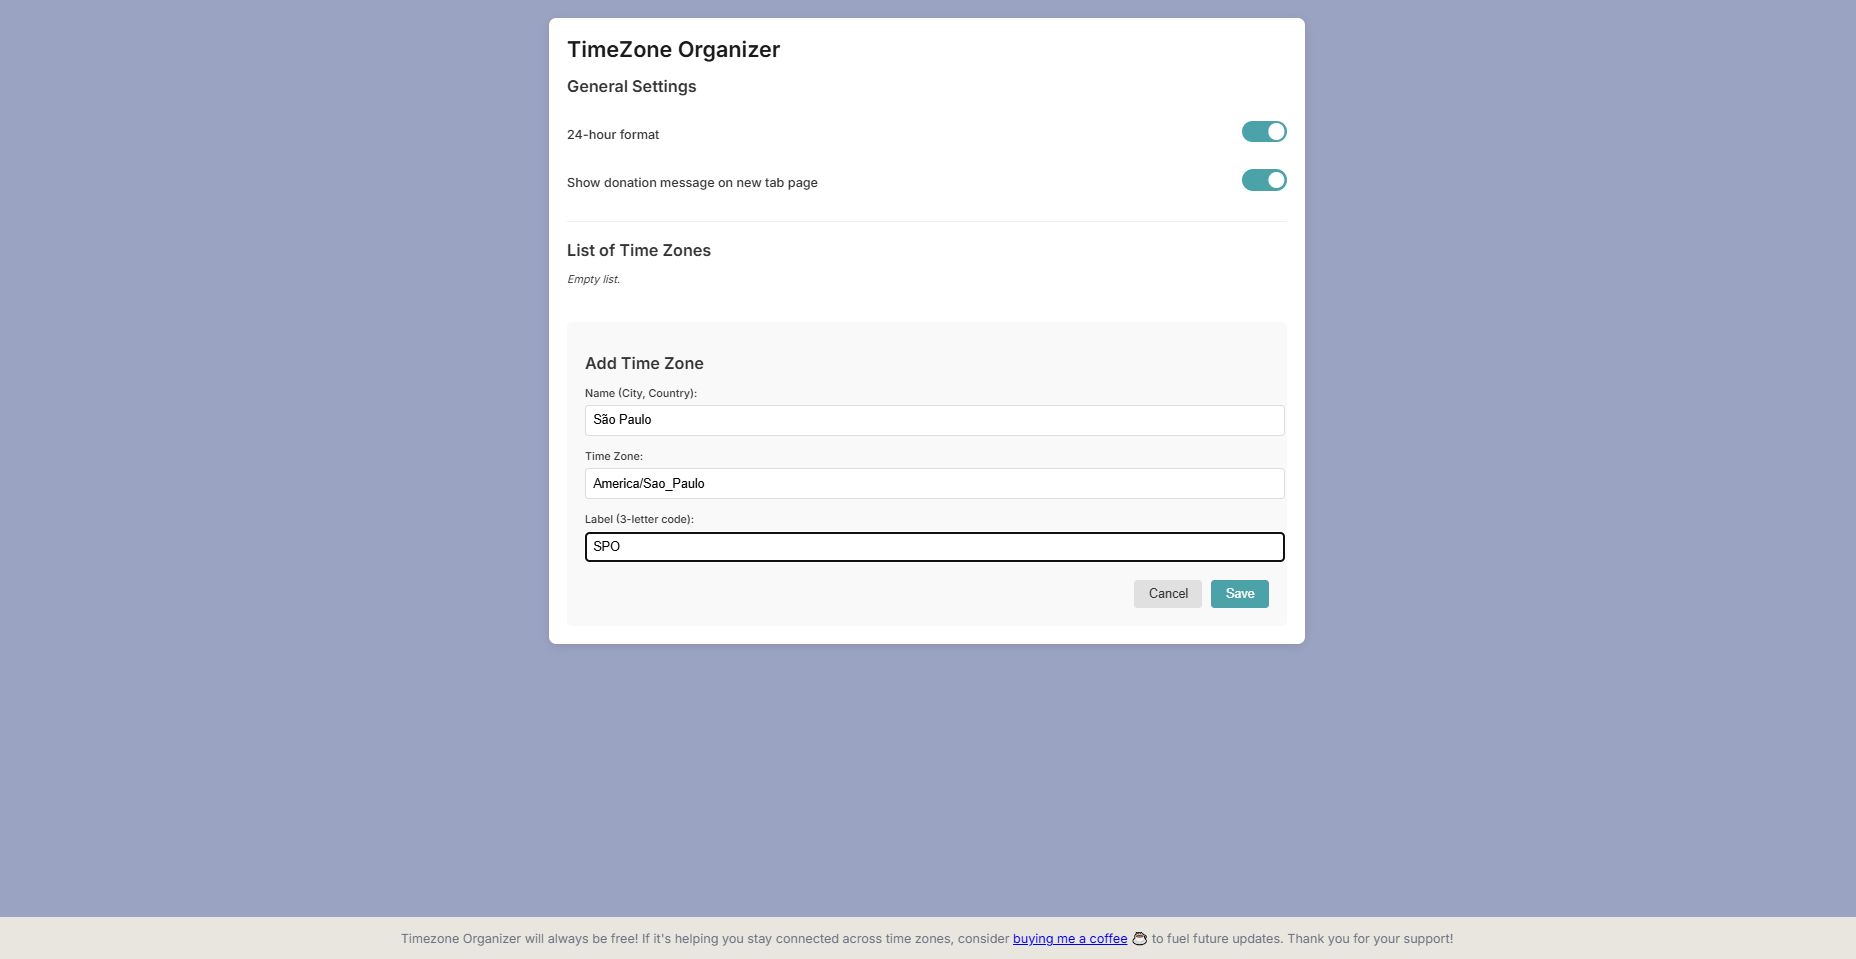 TimeZone Organizer
General Settings
24-hour format
Show donation message on new tab page
List of Time Zones
Empty list.
Add Time Zone
Name (City, Country):
São Paulo
Time Zone:
America/Sao_Paulo
Label (3-letter code):
SPO
Cancel Save
Timezone Organizer will always be free! If it's helping you stay connected across time zones, consider buying me a coffee to fuel future updates. Thank you for your support!